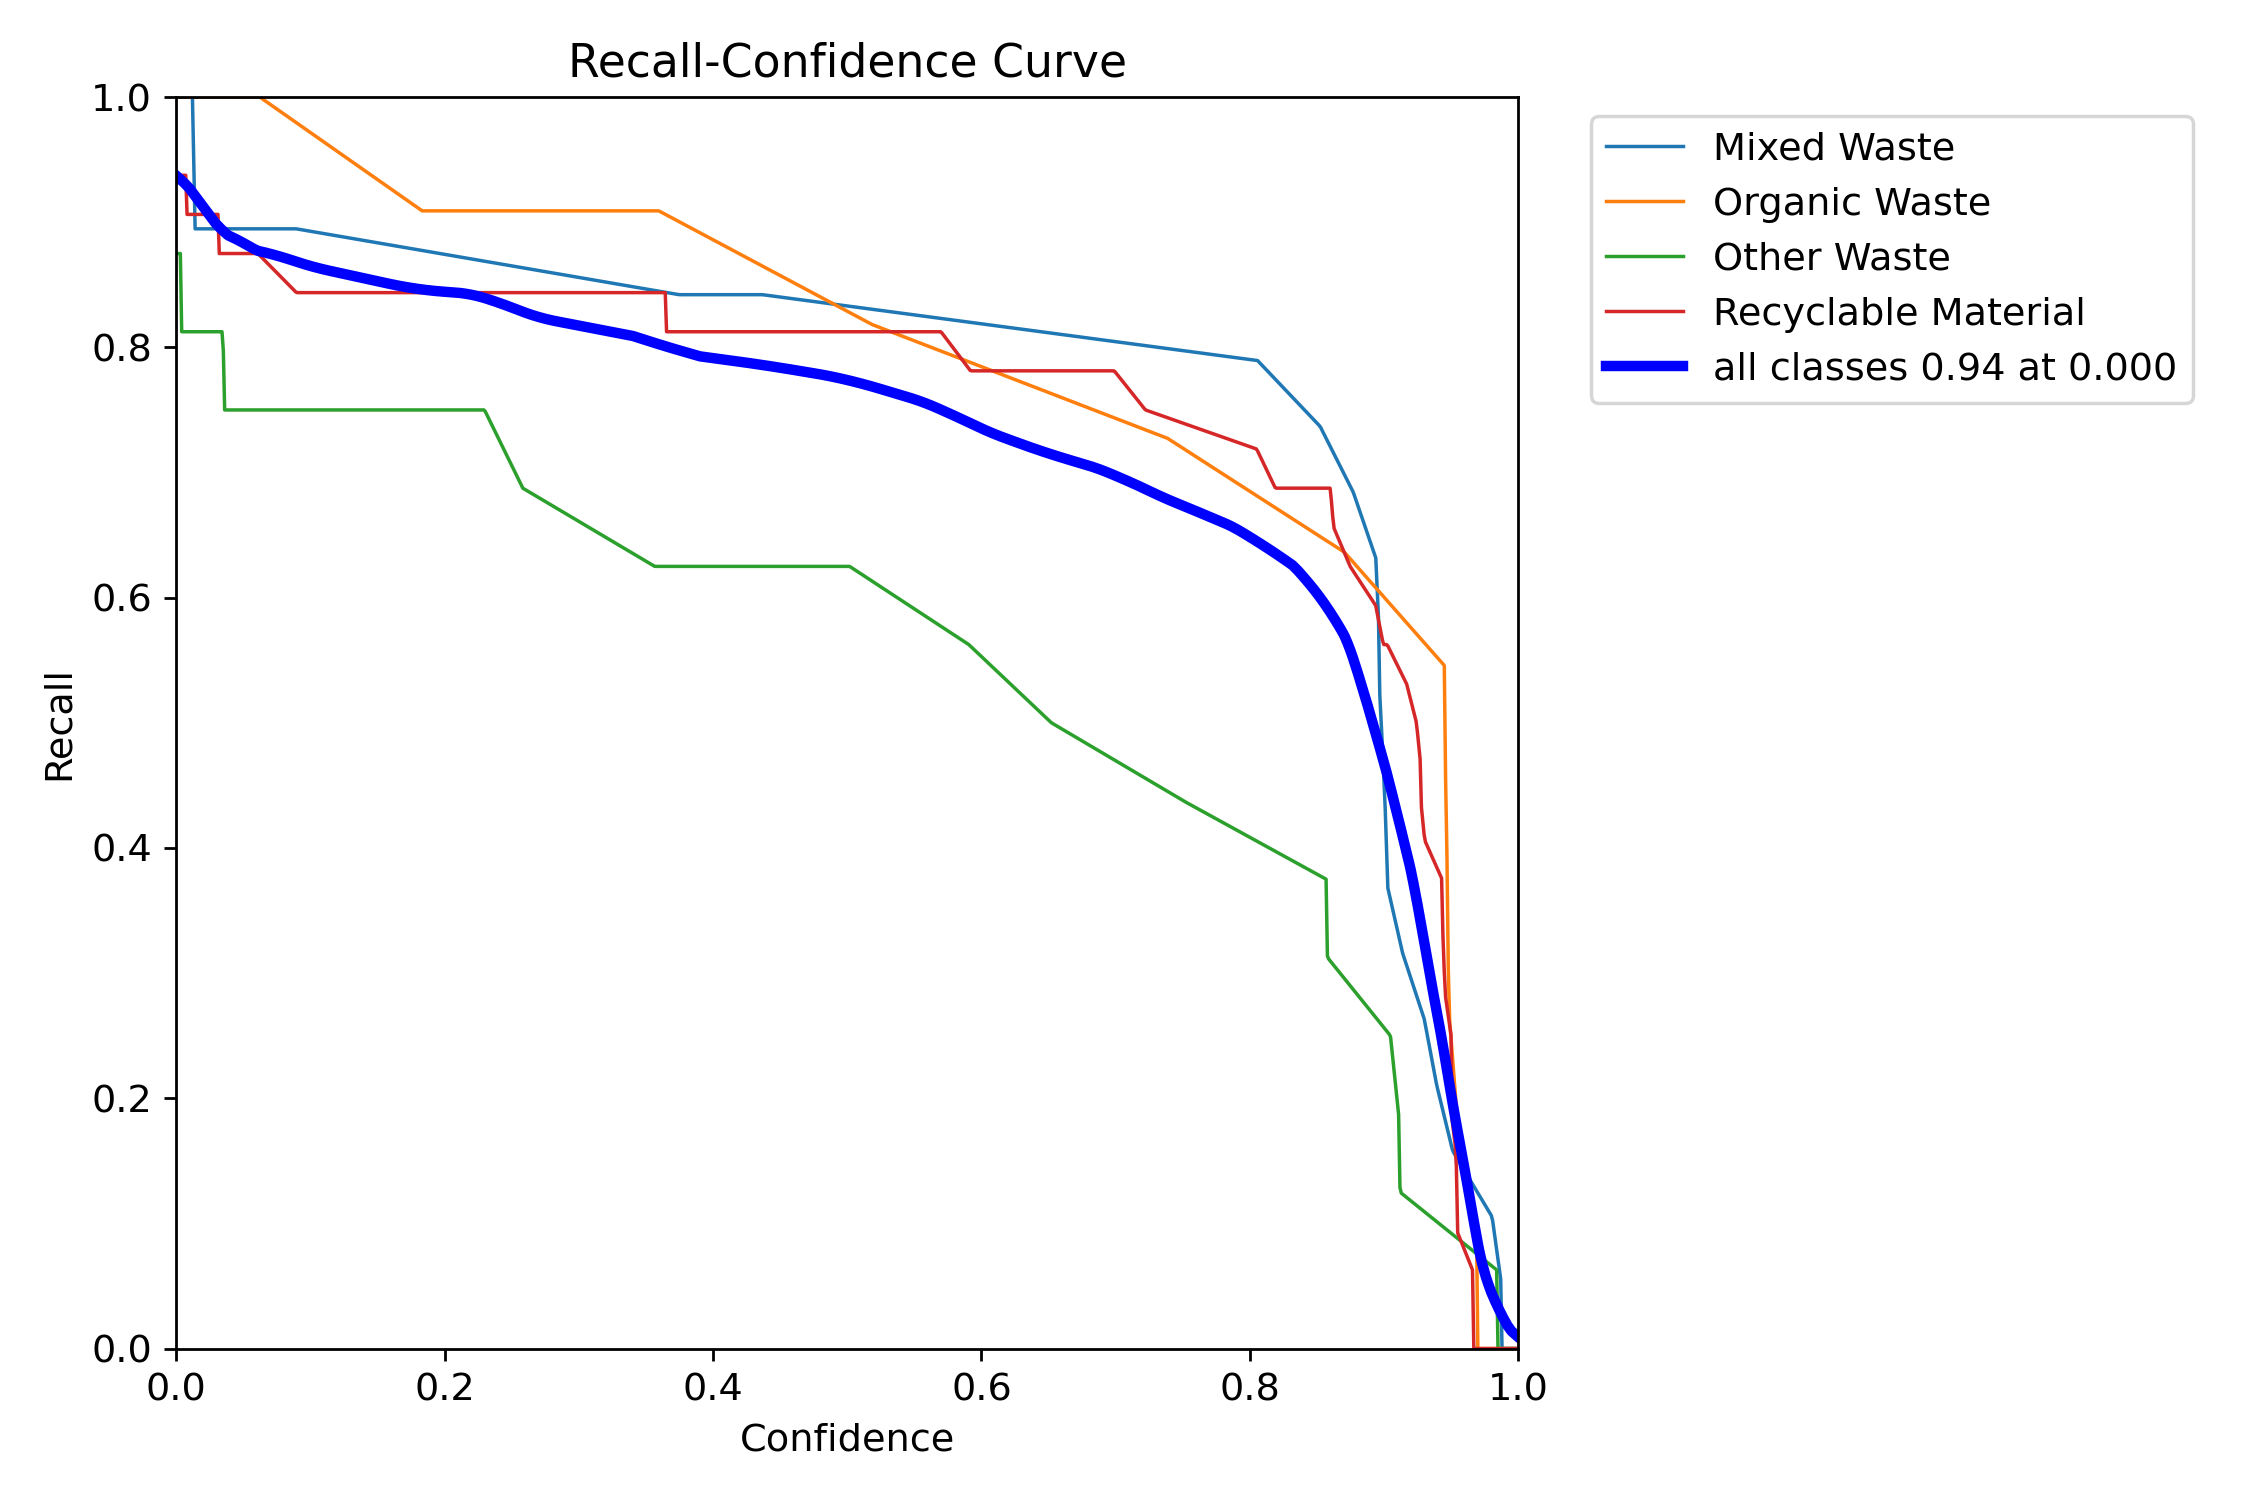 Recall-Confidence Curve
1.0
0.8
0.6
0.4
0.2
0.0
Recall
0.0 0.2 0.4 0.6 0.8 1.0
Confidence
Mixed Waste
Organic Waste
Other Waste
Recyclable Material
all classes 0.94 at 0.000